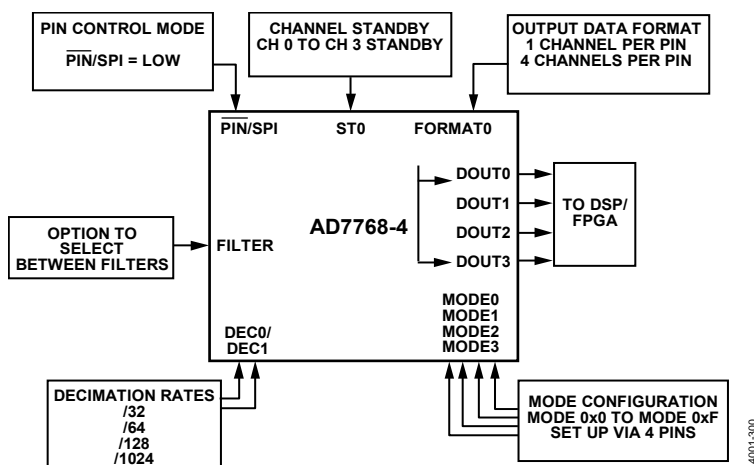 PIN CONTROL MODE
PIN/SPI = LOW
CHANNEL STANDBY
CH 0 TO CH 3 STANDBY
OUTPUT DATA FORMAT
1 CHANNEL PER PIN
4 CHANNELS PER PIN
PIN/SPI
ST0
FORMAT0
DOUT0
DOUT1
DOUT2
DOUT3
TO DSP/
FPGA
AD7768-4
OPTION TO
SELECT
BETWEEN FILTERS
FILTER
DEC0/
DEC1
MODE0
MODE1
MODE2
MODE3
DECIMATION RATES
/32
/64
/128
/1024
MODE CONFIGURATION
MODE 0x0 TO MODE 0xF
SET UP VIA 4 PINS
4001-300